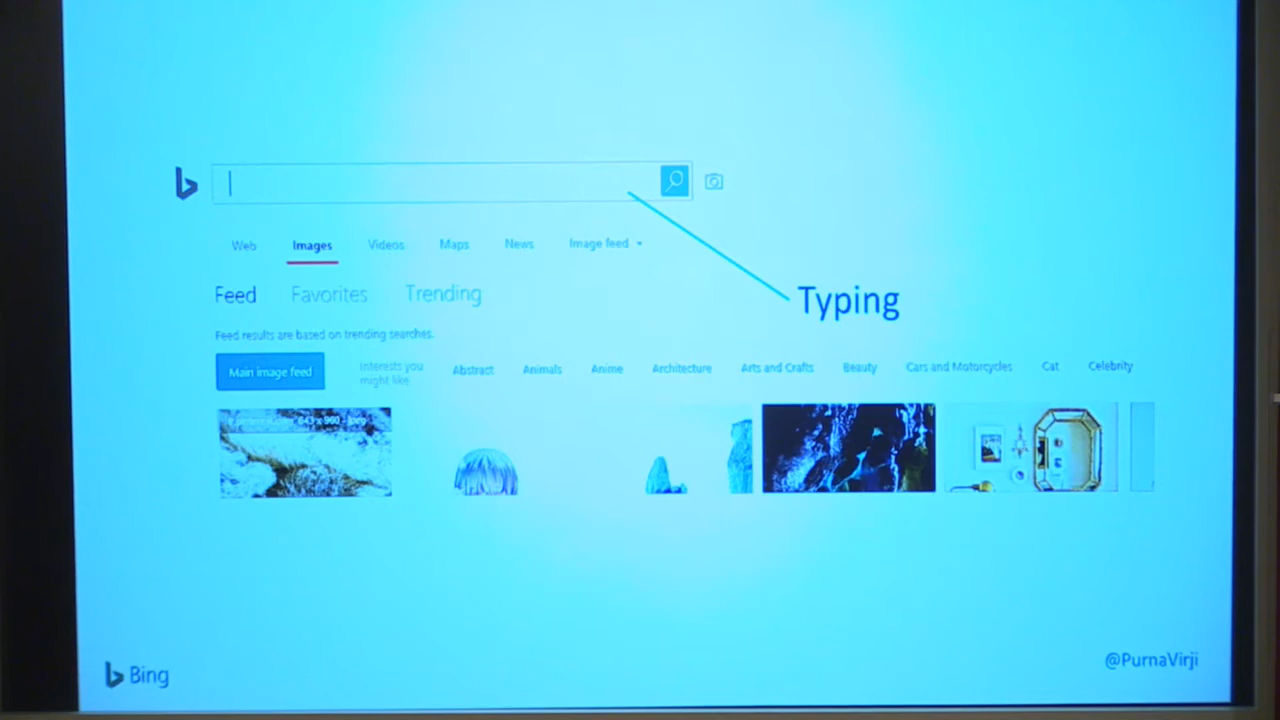 Web Images Videos Maps News Image feed
Feed Favorites Trending
Typing
Feed results are based on trending searches.
Main image feed
Interests you
might like
Abstract Animals Anime Architecture Arts and Crafts Beauty Cars and Motorcycles Cat Celebrity
Bing
@PurnaVirji